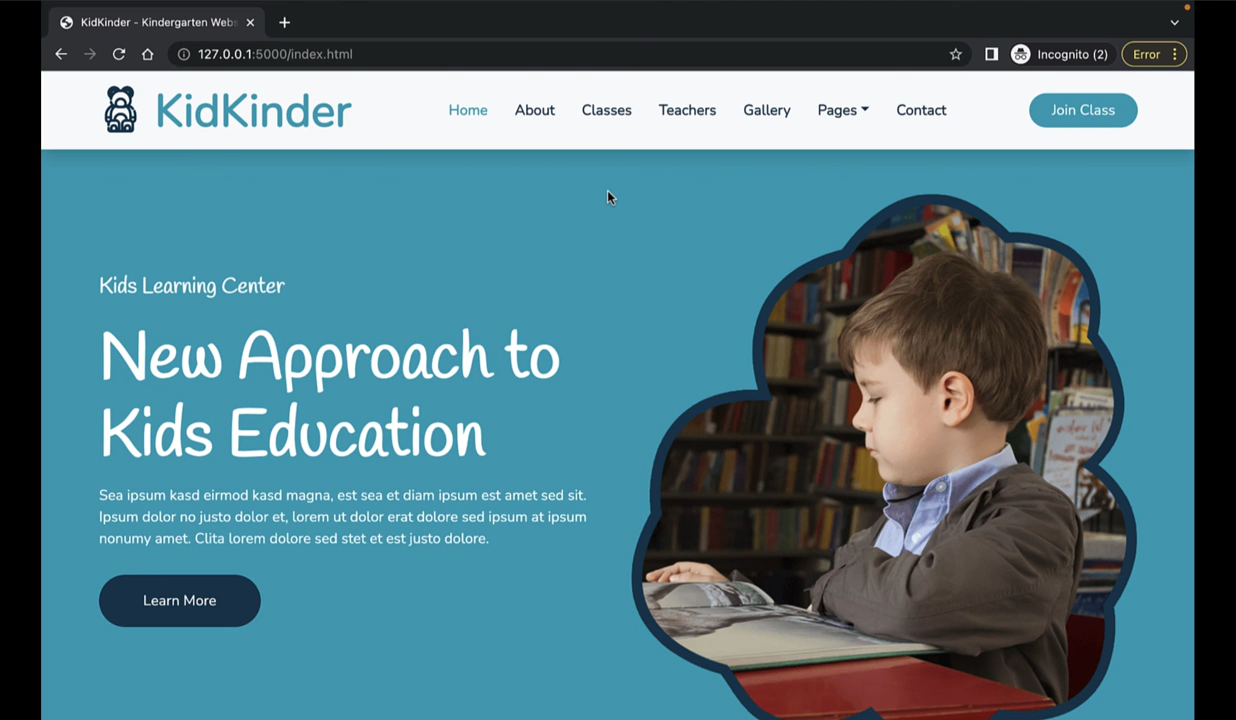 KidKinder - Kindergarten Webs
127.0.0.1:5000/index.html
Incognito (2)
Error
KidKinder
Home
About
Classes
Teachers
Gallery
Pages
Contact
Join Class
Kids Learning Center
New Approach to
Kids Education
Sea ipsum kasd eirmod kasd magna, est sea et diam ipsum est amet sed sit.
Ipsum dolor no justo dolor et, lorem ut dolor erat dolore sed ipsum at ipsum
nonumy amet. Clita lorem dolore sed stet et est justo dolore.
Learn More